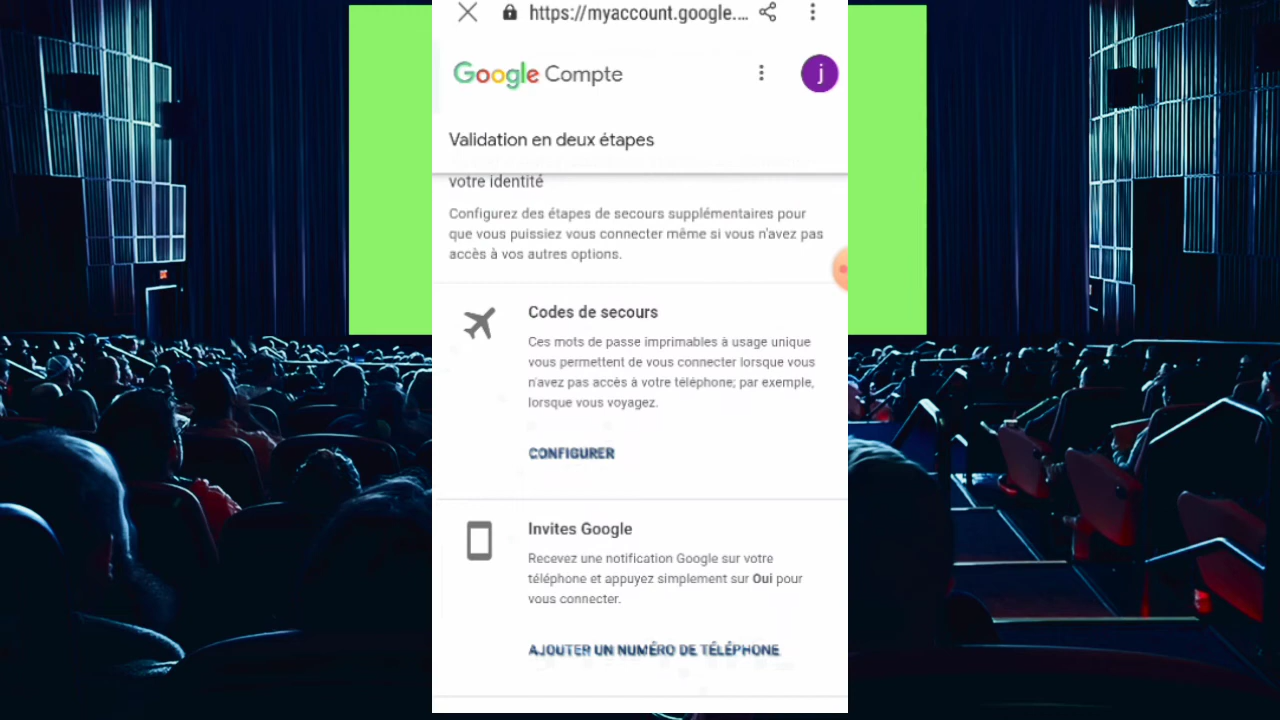 https://myaccount.google....
Google Compte
j
Validation en deux étapes
votre identité
Configurez des étapes de secours supplémentaires pour
que vous puissiez vous connecter même si vous n'avez pas
accès à vos autres options.
Codes de secours
Ces mots de passe imprimables à usage unique
vous permettent de vous connecter lorsque vous
n'avez pas accès à votre téléphone; par exemple,
lorsque vous voyagez.
CONFIGURER
Invites Google
Recevez une notification Google sur votre
téléphone et appuyez simplement sur Oui pour
vous connecter.
AJOUTER UN NUMÉRO DE TÉLÉPHONE